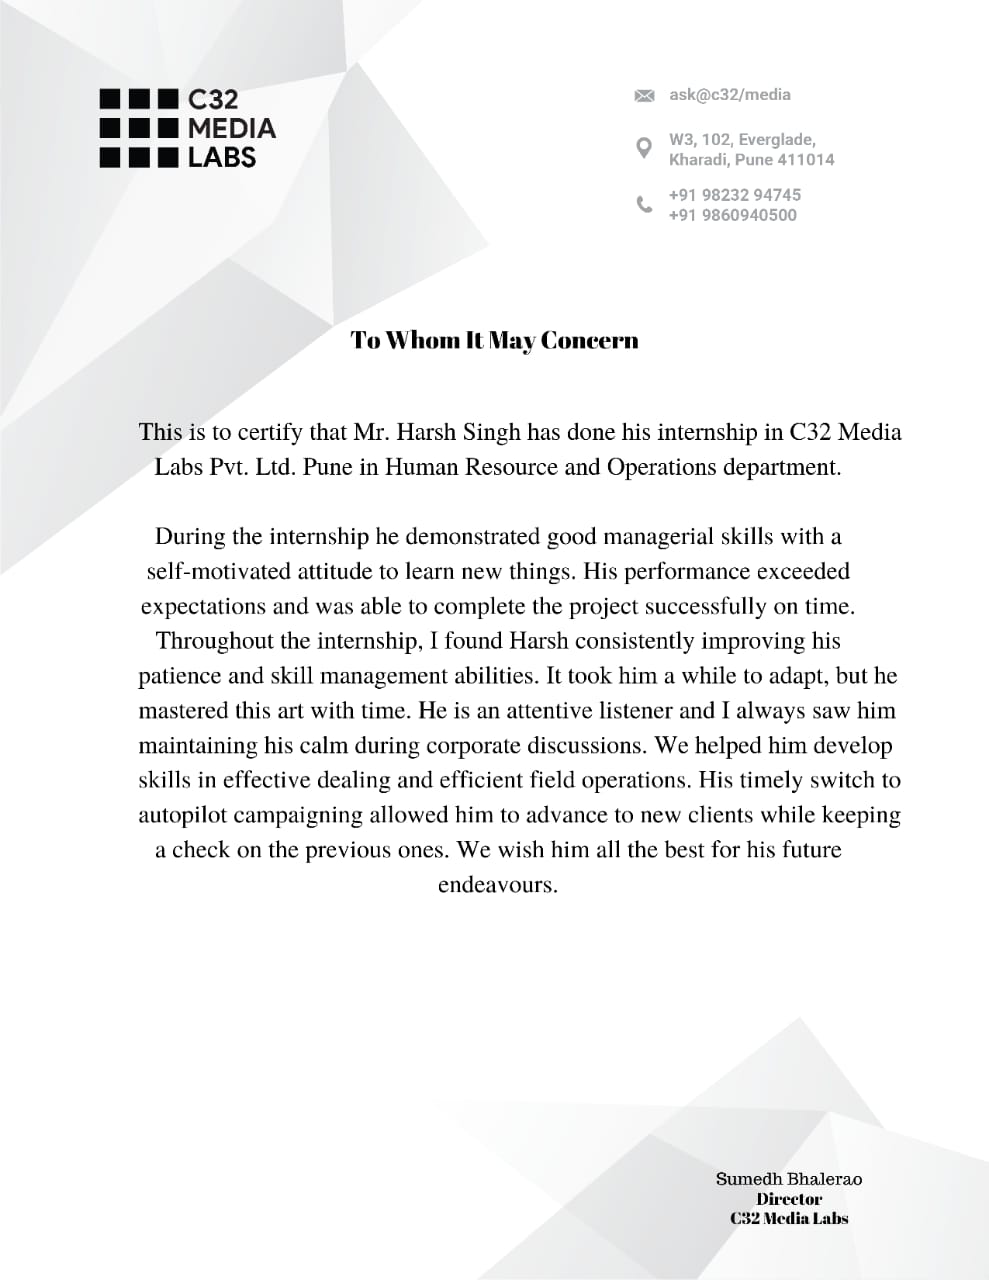 C32
MEDIA
LABS
ask@c32/media
W3, 102, Everglade,
Kharadi, Pune 411014
+91 98232 94745
+91 9860940500
To Whom It May Concern
This is to certify that Mr. Harsh Singh has done his internship in C32 Media
Labs Pvt. Ltd. Pune in Human Resource and Operations department.
During the internship he demonstrated good managerial skills with a
self-motivated attitude to learn new things. His performance exceeded
expectations and was able to complete the project successfully on time.
Throughout the internship, I found Harsh consistently improving his
patience and skill management abilities. It took him a while to adapt, but he
mastered this art with time. He is an attentive listener and I always saw him
maintaining his calm during corporate discussions. We helped him develop
skills in effective dealing and efficient field operations. His timely switch to
autopilot campaigning allowed him to advance to new clients while keeping
a check on the previous ones. We wish him all the best for his future
endeavours.
Sumedh Bhalerao
Director
C32 Media Labs